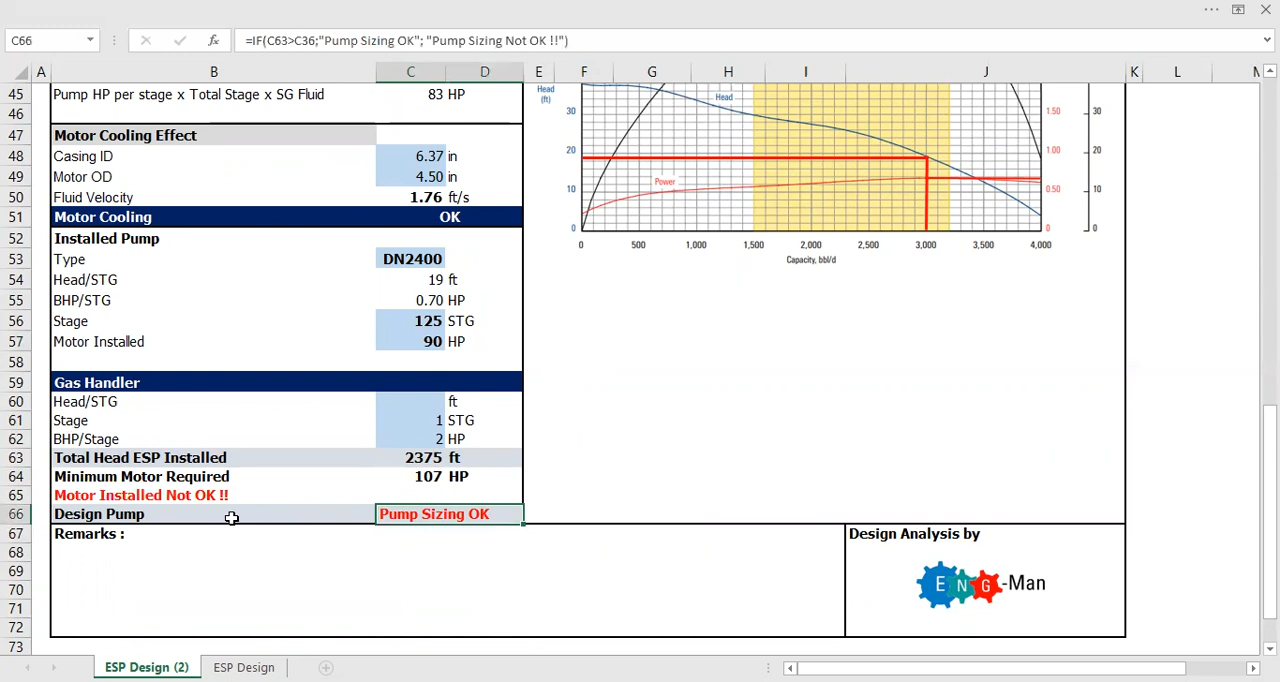 C66 fx =IF(C63>C36;"Pump Sizing OK"; "Pump Sizing Not OK !!")
A B C D E F G H I J K L M
45 Pump HP per stage x Total Stage x SG Fluid 83 HP
46
47 Motor Cooling Effect
48 Casing ID 6.37 in
49 Motor OD 4.50 in
50 Fluid Velocity 1.76 ft/s
51 Motor Cooling OK
52 Installed Pump
53 Type DN2400
54 Head/STG 19 ft
55 BHP/STG 0.70 HP
56 Stage 125 STG
57 Motor Installed 90 HP
58
59 Gas Handler
60 Head/STG ft
61 Stage 1 STG
62 BHP/Stage 2 HP
63 Total Head ESP Installed 2375 ft
64 Minimum Motor Required 107 HP
65 Motor Installed Not OK !!
66 Design Pump Pump Sizing OK
67 Remarks : Design Analysis by
68
69
70 ENG-Man
71
72
73
Head
(ft)
Head
30 1.50 30
20 1.00 20
Power
10 0.50 10
0 0 0
0 500 1,000 1,500 2,000 2,500 3,000 3,500 4,000
Capacity, bbl/d
ESP Design (2) ESP Design